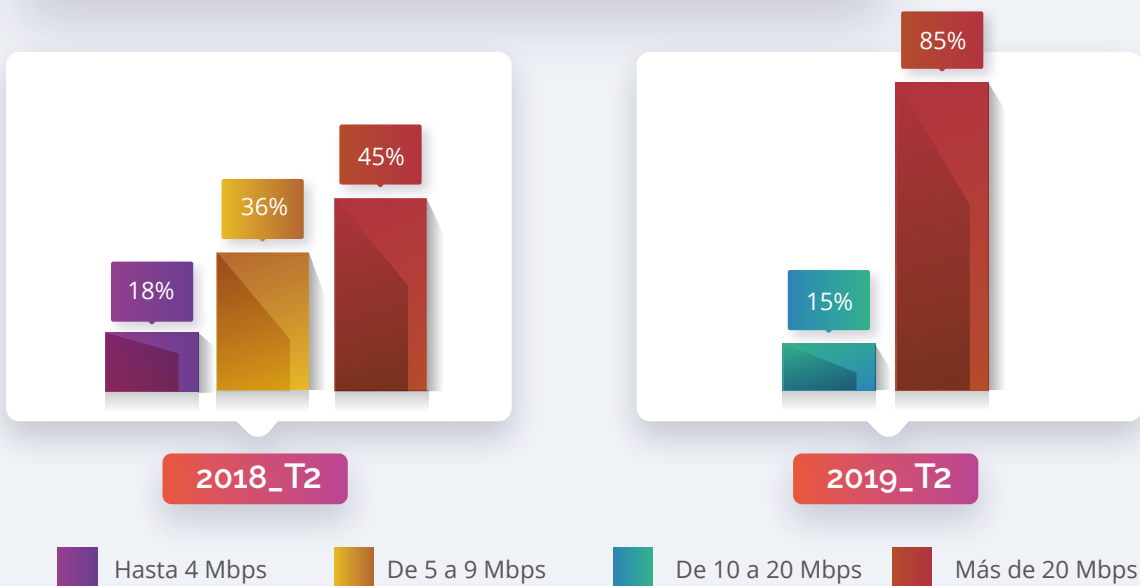 85%
45%
36%
18%
15%
2018_T2
2019_T2
Hasta 4 Mbps
De 5 a 9 Mbps
De 10 a 20 Mbps
Más de 20 Mbps